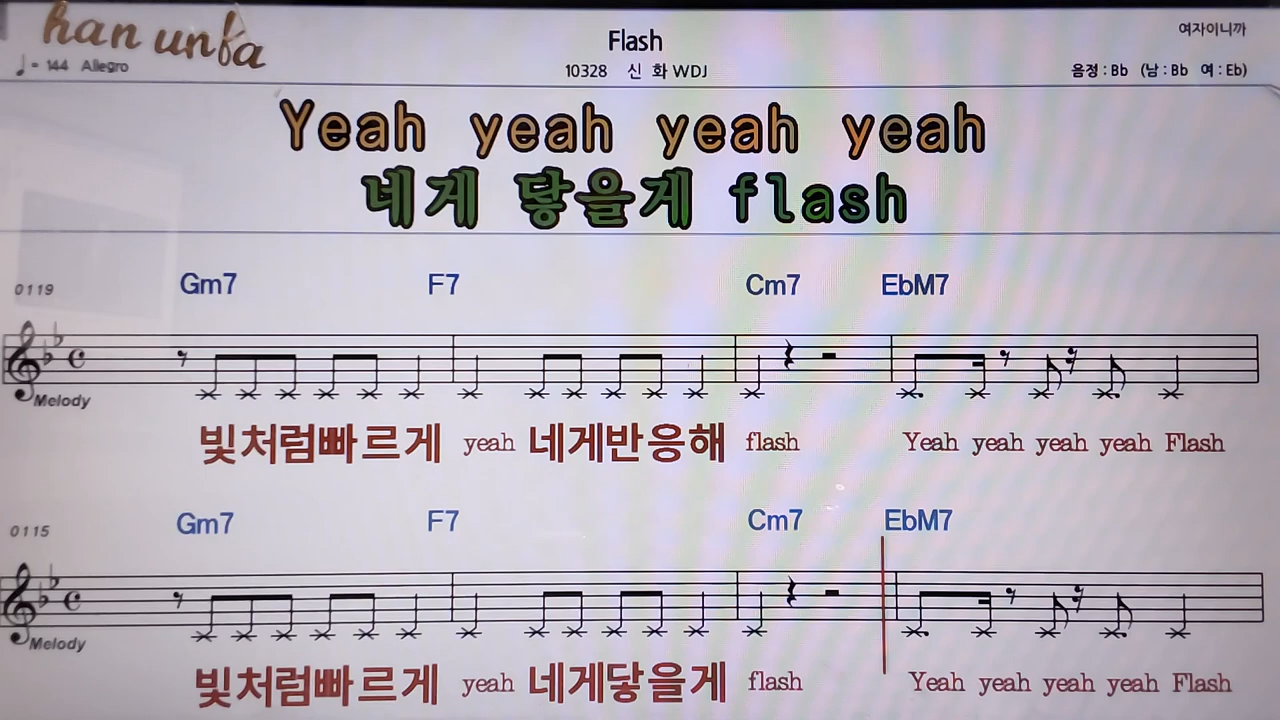 han unfa
Flash
여자이니까
♩= 144 Allegro
10328 신 화 WDJ
음정 : Bb (남 : Bb 여 : Eb)
Yeah yeah yeah yeah
네게 닿을게 flash
0119 Gm7 F7 Cm7 EbM7
Melody
빛처럼빠르게 yeah 네게반응해 flash Yeah yeah yeah yeah Flash
0115 Gm7 F7 Cm7 EbM7
Melody
빛처럼빠르게 yeah 네게닿을게 flash Yeah yeah yeah yeah Flash